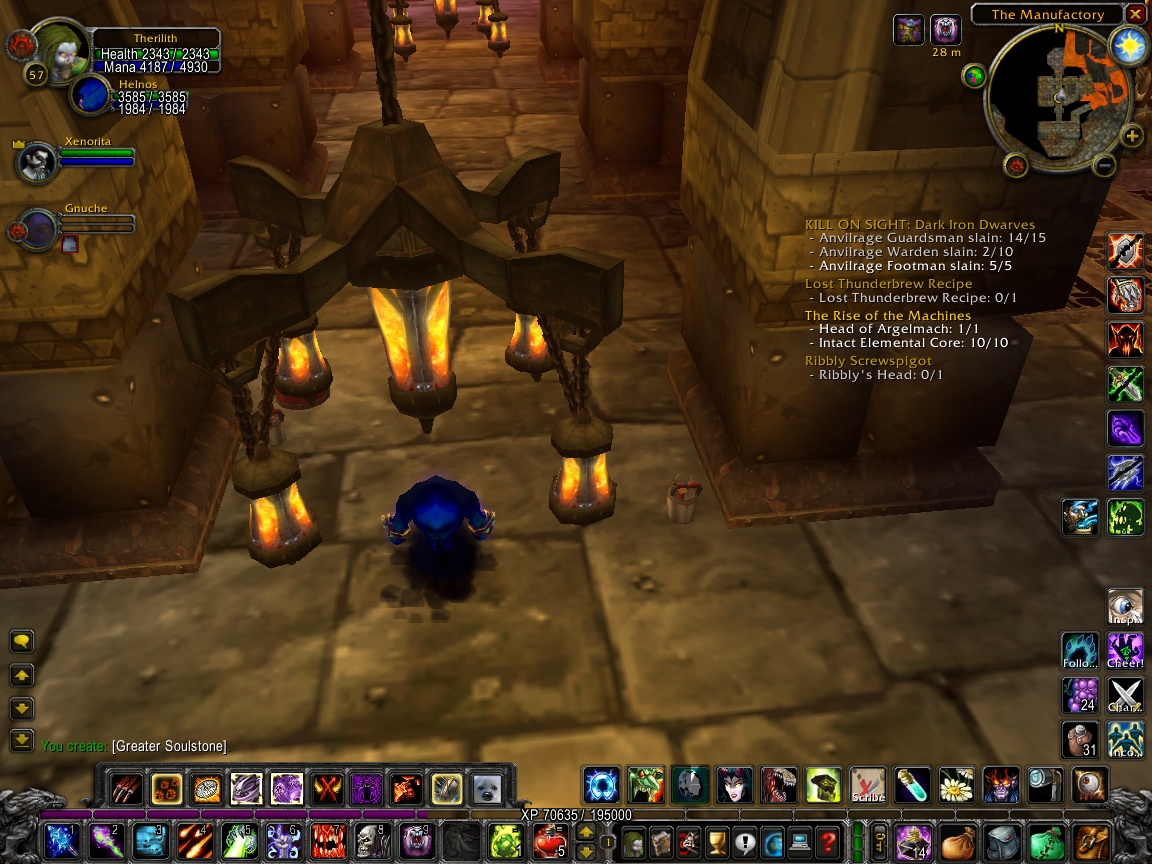 The Manufactory
Therilith
Health 2343 / 2343
Mana 4187 / 4930
57
Helnos
3585 / 3585
1984 / 1984
28 m
N
Xenorita
Gnuche
KILL ON SIGHT: Dark Iron Dwarves
- Anvilrage Guardsman slain: 14/15
- Anvilrage Warden slain: 2/10
- Anvilrage Footman slain: 5/5
Lost Thunderbrew Recipe
- Lost Thunderbrew Recipe: 0/1
The Rise of the Machines
- Head of Argelmach: 1/1
- Intact Elemental Core: 10/10
Ribbly Screwspigot
- Ribbly's Head: 0/1
Follo... Cheer!
24
31
You create: [Greater Soulstone].
Scribe
XP 70635 / 195000
1 2 3 4 5 6 7 8 9 = 5 1 14